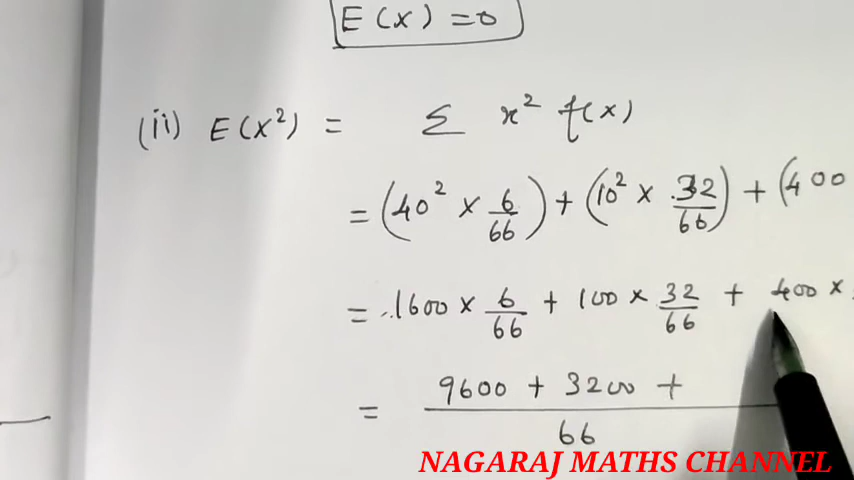 E(X) = 0
(ii) E(X²) = Σ x² f(x)
= (40² × 6/66) + (10² × 32/66) + (400
= 1600 × 6/66 + 100 × 32/66 + 400 ×
= 9600 + 3200 + / 66
NAGARAJ MATHS CHANNEL